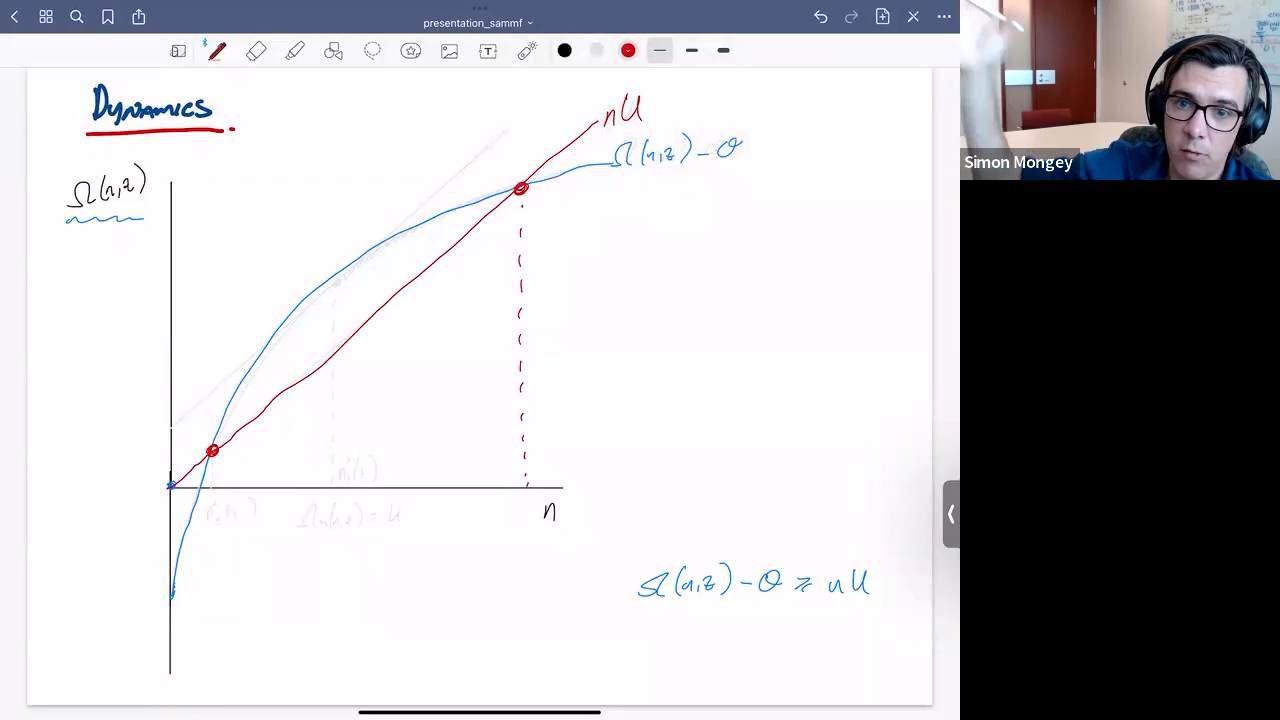 presentation_sammf
T
Dynamics
nU
Ω(n,z) - θ
Ω(n,z)
n
Ω(n,z) - θ ≥ nU
Simon Mongey